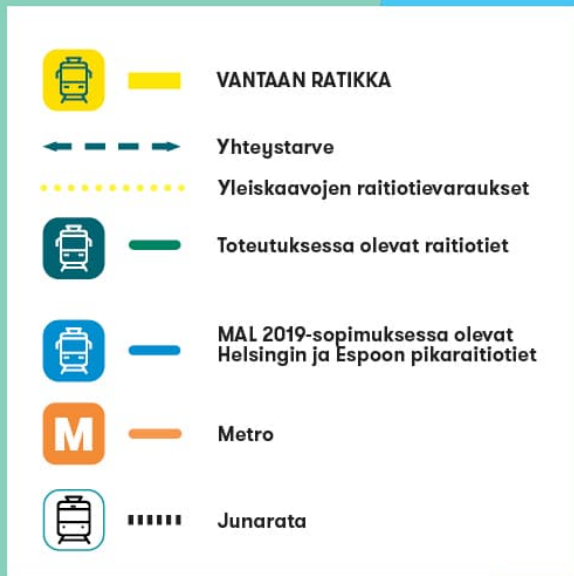 VANTAAN RATIKKA
Yhteystarve
Yleiskaavojen raitiotievaraukset
Toteutuksessa olevat raitiotiet
MAL 2019-sopimuksessa olevat
Helsingin ja Espoon pikaraitiotiet
M Metro
Junarata